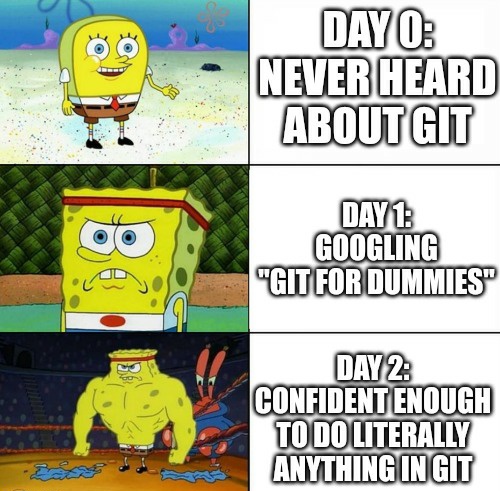 DAY 0:
NEVER HEARD
ABOUT GIT
DAY 1:
GOOGLING
"GIT FOR DUMMIES"
DAY 2:
CONFIDENT ENOUGH
TO DO LITERALLY
ANYTHING IN GIT